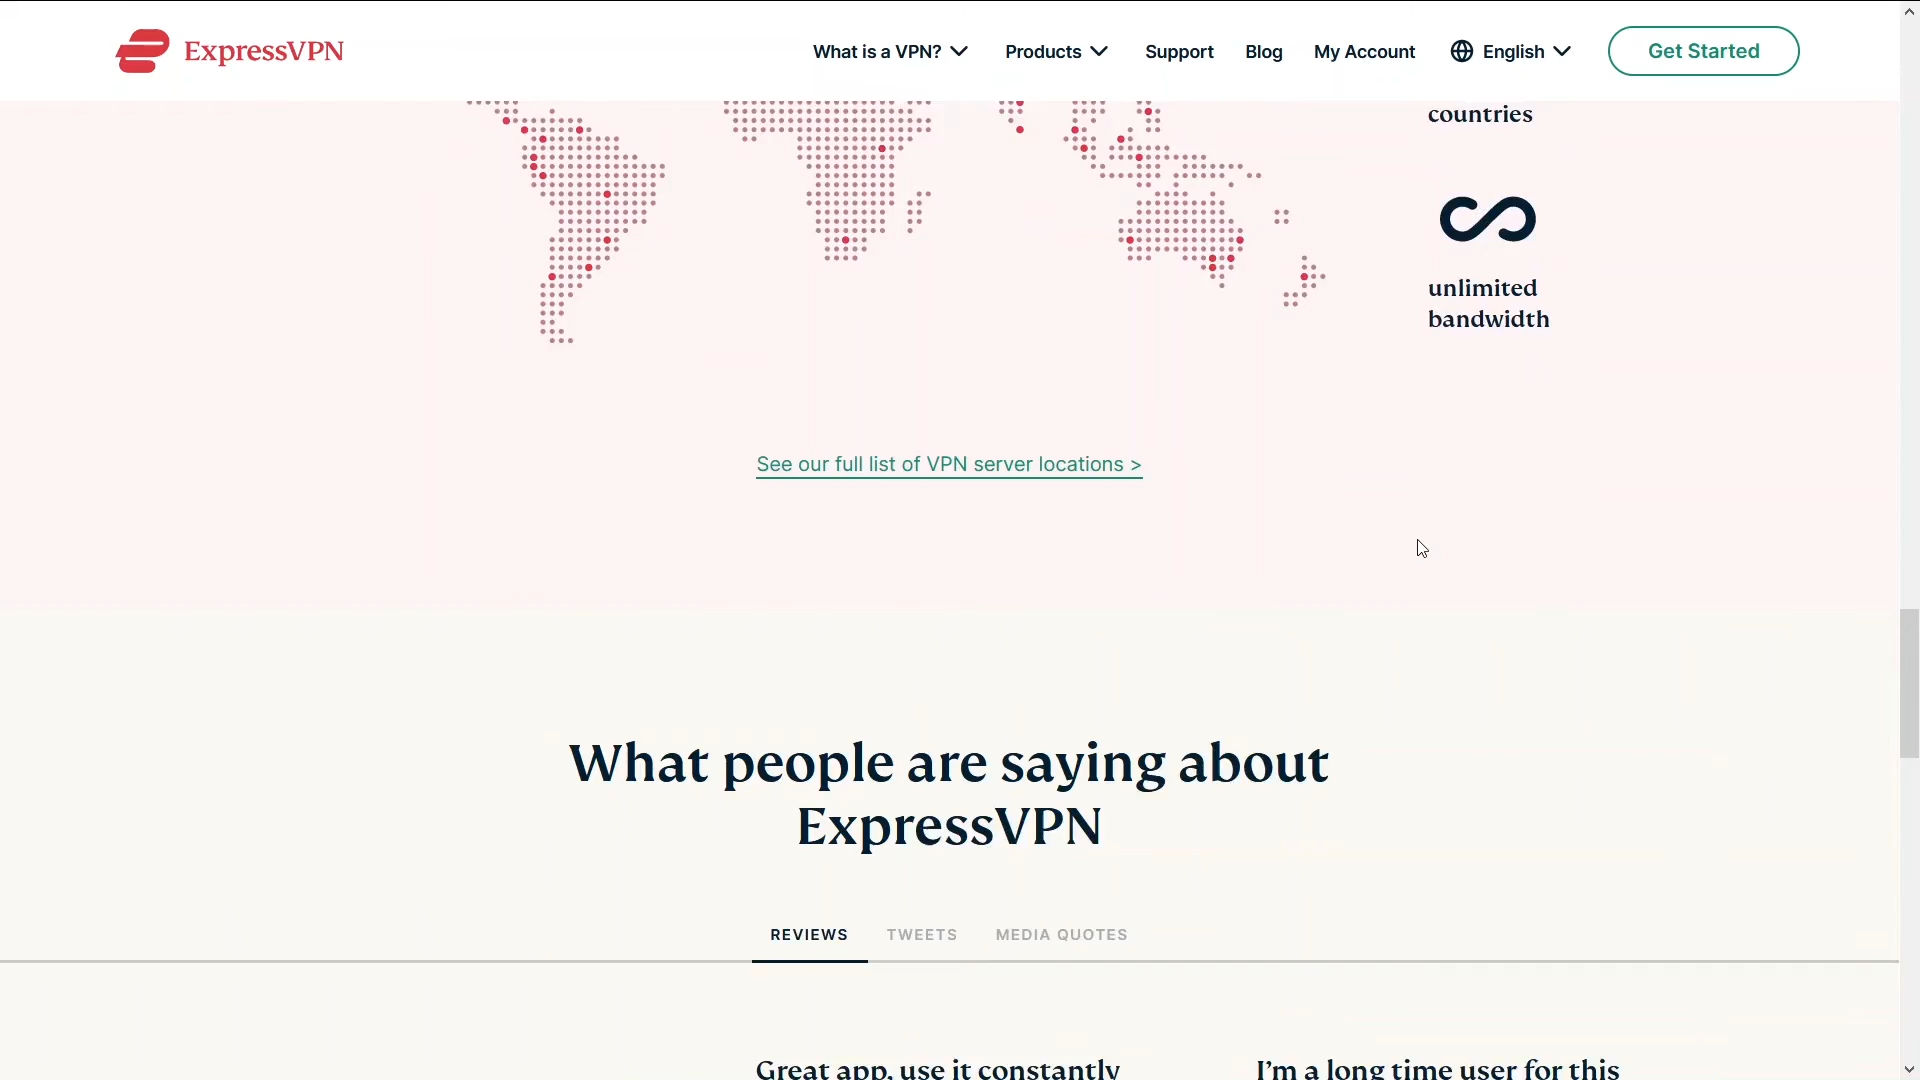 ExpressVPN
What is a VPN?
Products
Support
Blog
My Account
English
Get Started
countries
unlimited
bandwidth
See our full list of VPN server locations >
What people are saying about
ExpressVPN
REVIEWS
TWEETS
MEDIA QUOTES
Great app, use it constantly
I'm a long time user for this